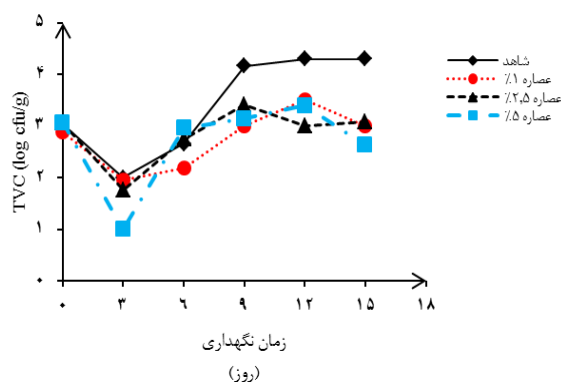 ۵
۴
۳
۲
۱
۰
TVC (log cfu/g)
۰ ۳ ۶ ۹ ۱۲ ۱۵ ۱۸
زمان نگهداری
(روز)
شاهد
عصاره ۱٪
عصاره ۲,۵٪
عصاره ۵٪